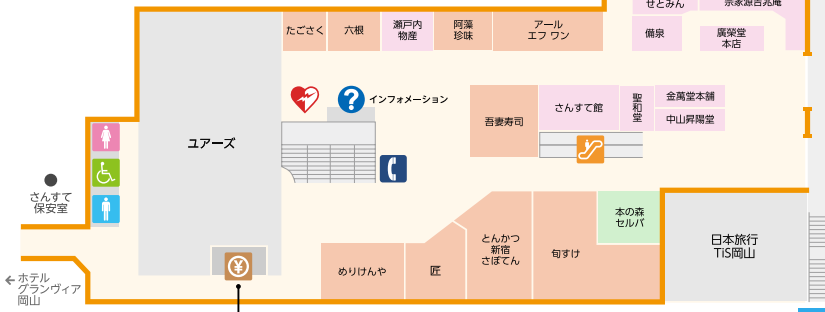 せとみん
宗家源吉兆庵
たごさく
六根
瀬戸内
物産
阿藻
珍味
アール
エフ ワン
備泉
廣榮堂
本店
?
インフォメーション
吾妻寿司
さんすて館
聖和堂
金萬堂本舗
中山昇陽堂
ユアーズ
さんすて
保安室
本の森
セルバ
とんかつ
新宿
さぼてん
旬すけ
日本旅行
TiS岡山
めりけんや
匠
¥
←ホテル
グランヴィア
岡山